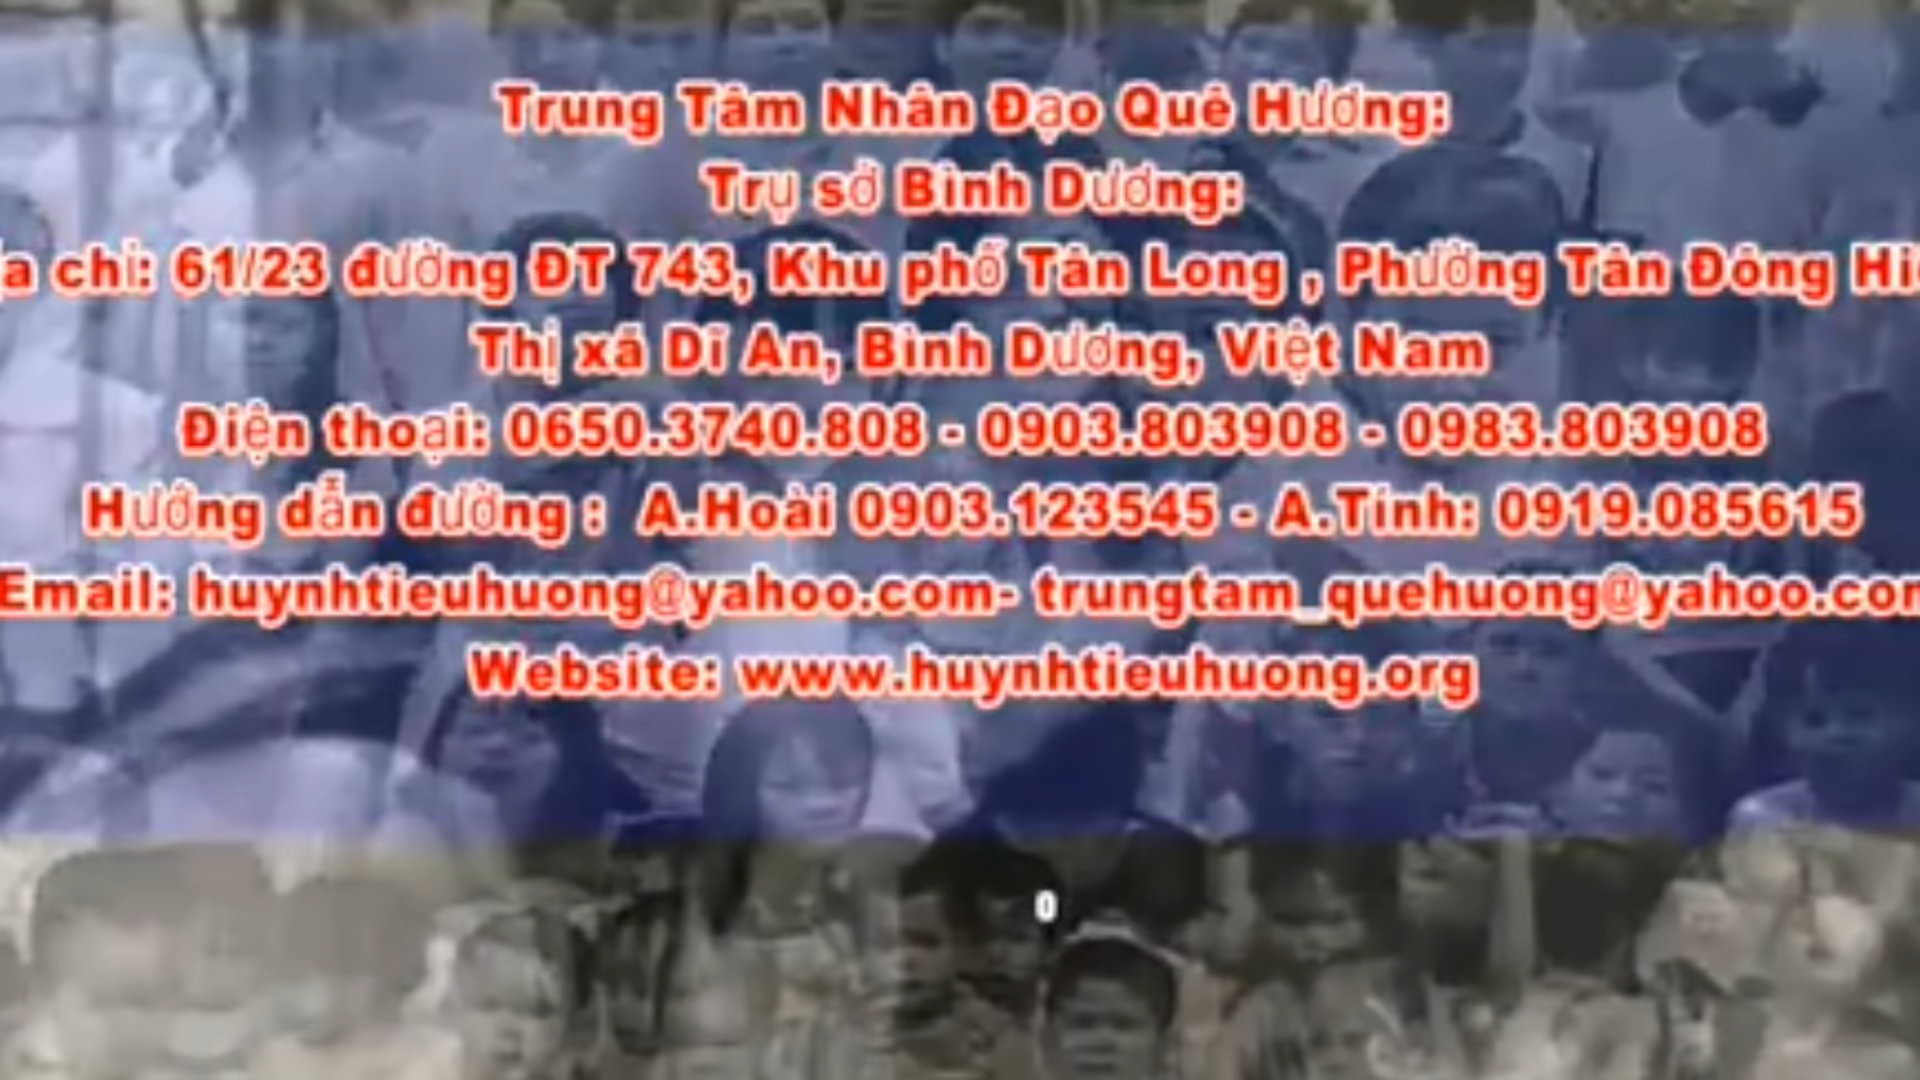 Trung Tâm Nhân Đạo Quê Hương:
Trụ sở Bình Dương:
chỉ: 61/23 đường ĐT 743, Khu phố Tân Long , Phường Tân Đông
Thị xã Dĩ An, Bình Dương, Việt Nam
Điện thoại: 0650.3740.808 - 0903.803908 - 0983.803908
Hướng dẫn đường : A.Hoài 0903.123545 - A.Tính: 0919.085615
Email: huynhtieuhuong@yahoo.com- trungtam_quehuong@yahoo.com
Website: www.huynhtieuhuong.org
0